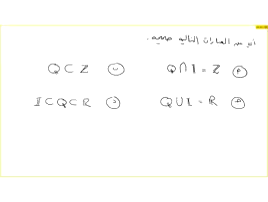 أي من العبارات التالية صحيحة .
Q ∩ I = Z (أ) Q ⊂ Z (ب)
Q ∪ I = R (ج) I ⊂ Q ⊂ R (د)